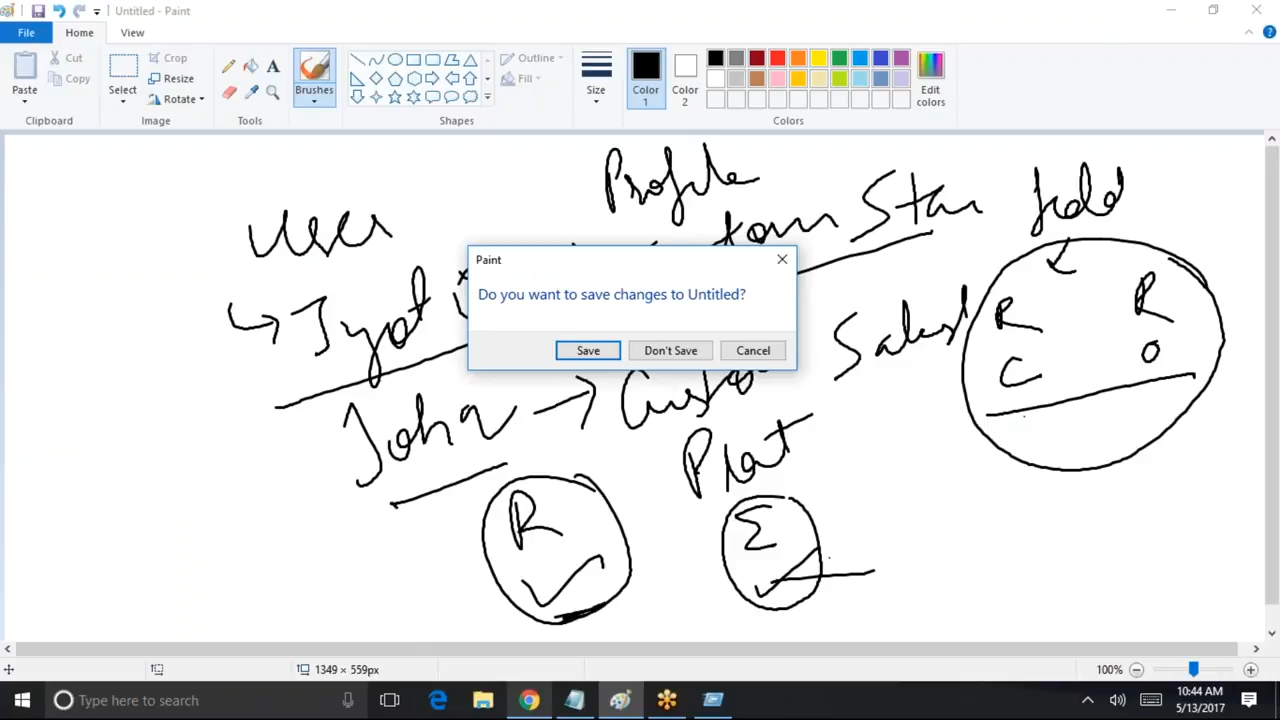 Untitled - Paint
File
Home
View
Paste
Cut
Copy
Clipboard
Select
Crop
Resize
Rotate
Image
A
Tools
Brushes
Outline
Fill
Shapes
Size
Color 1
Color 2
Edit colors
Colors
Profile
User
Stan
field
Paint
Do you want to save changes to Untitled?
Save
Don't Save
Cancel
R R
C O
Sales
John → Custo
Plat
R
Σ
1349 × 559px
100%
Type here to search
10:44 AM
5/13/2017